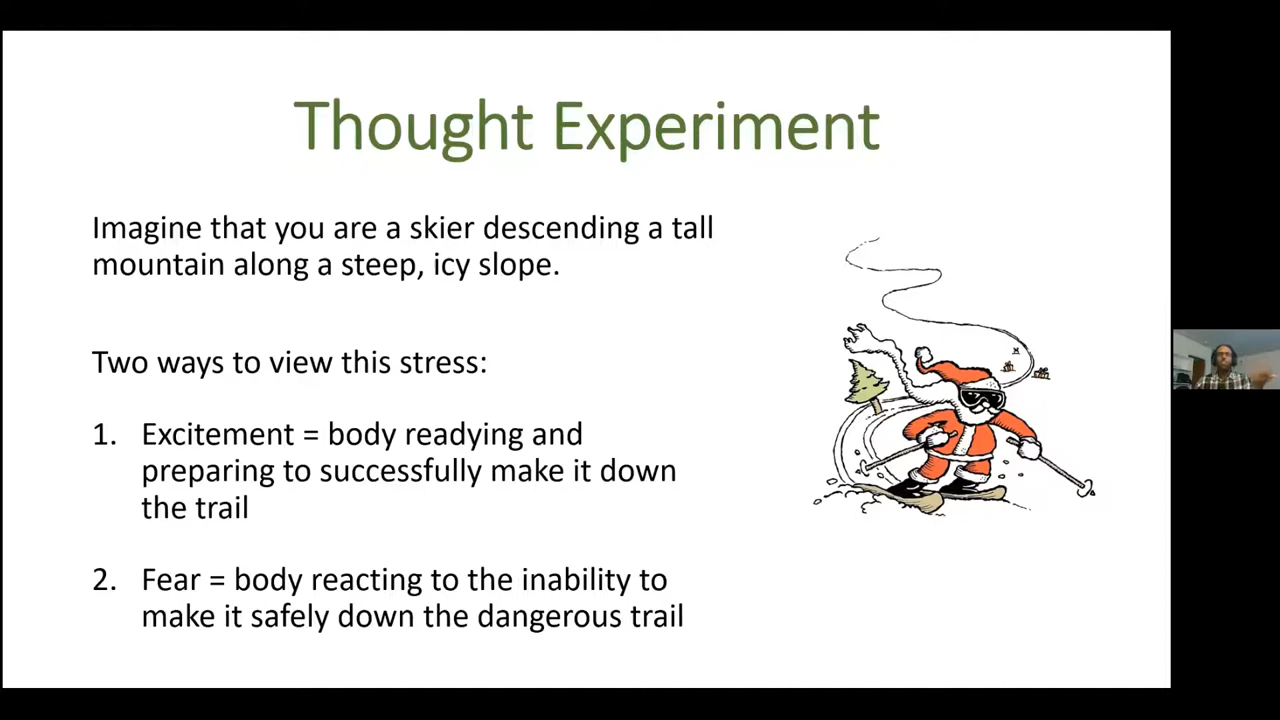 Thought Experiment
Imagine that you are a skier descending a tall
mountain along a steep, icy slope.
Two ways to view this stress:
1. Excitement = body readying and
preparing to successfully make it down
the trail
2. Fear = body reacting to the inability to
make it safely down the dangerous trail